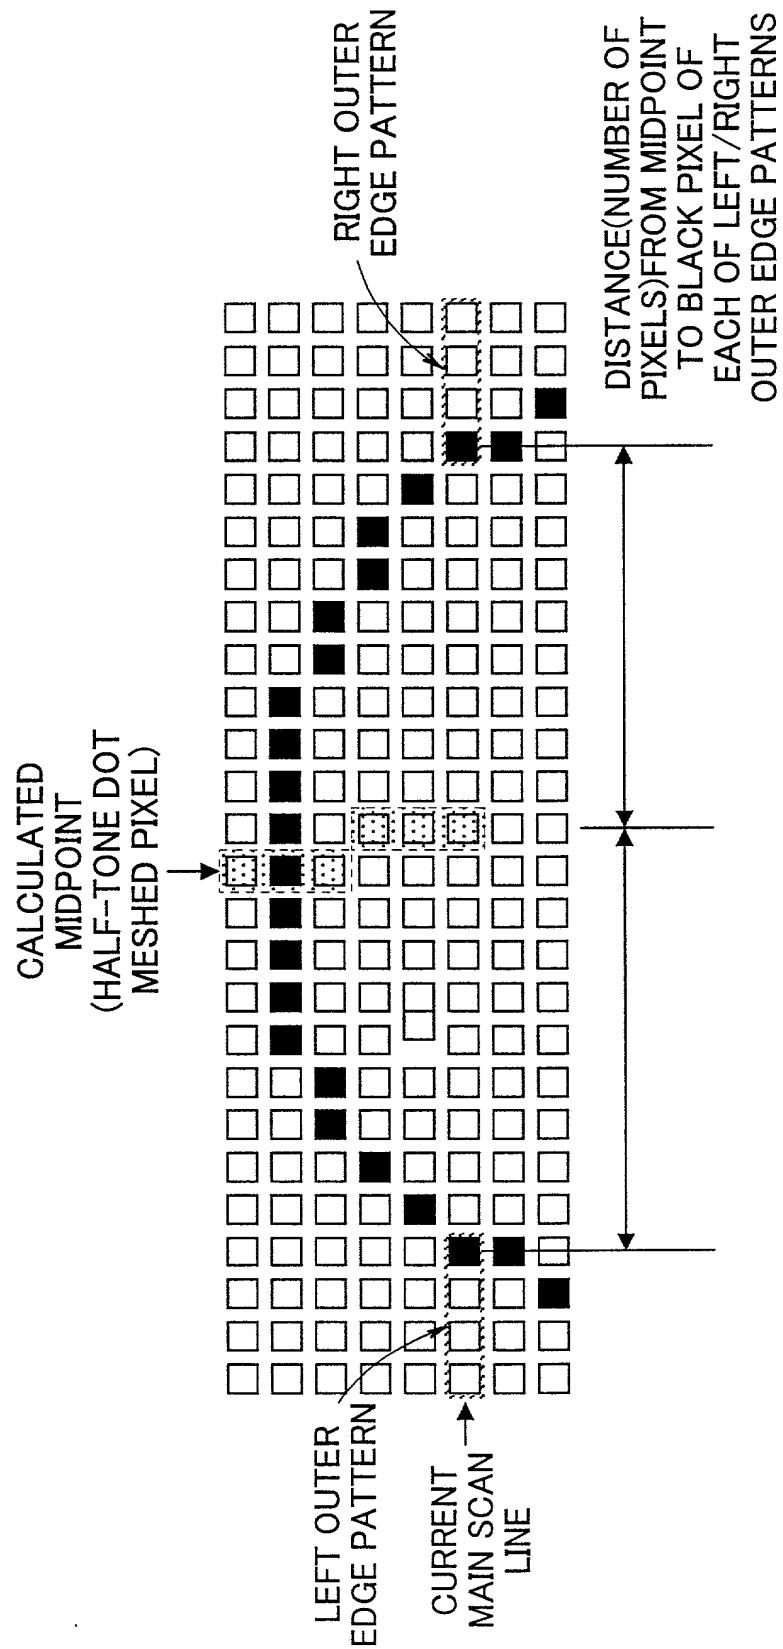 CALCULATED
MIDPOINT
(HALF-TONE DOT
MESHED PIXEL)
LEFT OUTER
EDGE PATTERN
RIGHT OUTER
EDGE PATTERN
CURRENT
MAIN SCAN
LINE
DISTANCE(NUMBER OF
PIXELS)FROM MIDPOINT
TO BLACK PIXEL OF
EACH OF LEFT/RIGHT
OUTER EDGE PATTERNS